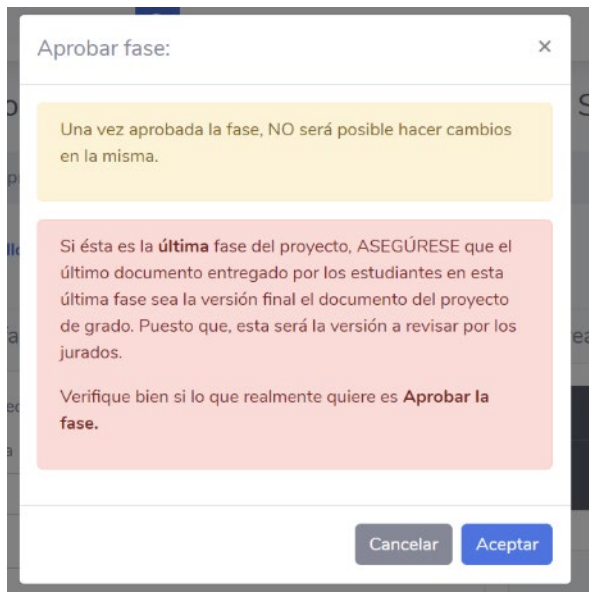 Aprobar fase:
×
Una vez aprobada la fase, NO será posible hacer cambios
en la misma.
Si ésta es la última fase del proyecto, ASEGÚRESE que el
último documento entregado por los estudiantes en esta
última fase sea la versión final el documento del proyecto
de grado. Puesto que, esta será la versión a revisar por los
jurados.
Verifique bien si lo que realmente quiere es Aprobar la
fase.
Cancelar
Aceptar